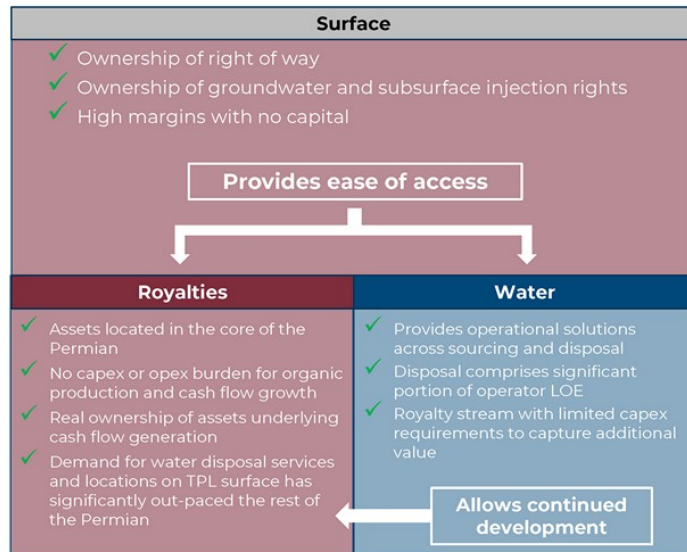 Surface
Ownership of right of way
Ownership of groundwater and subsurface injection rights
High margins with no capital
Provides ease of access
Royalties
Assets located in the core of the
Permian
No capex or opex burden for organic
production and cash flow growth
Real ownership of assets underlying
cash flow generation
Demand for water disposal services
and locations on TPL surface has
significantly out-paced the rest of
the Permian
Water
Provides operational solutions
across sourcing and disposal
Disposal comprises significant
portion of operator LOE
Royalty stream with limited capex
requirements to capture additional
value
Allows continued
development